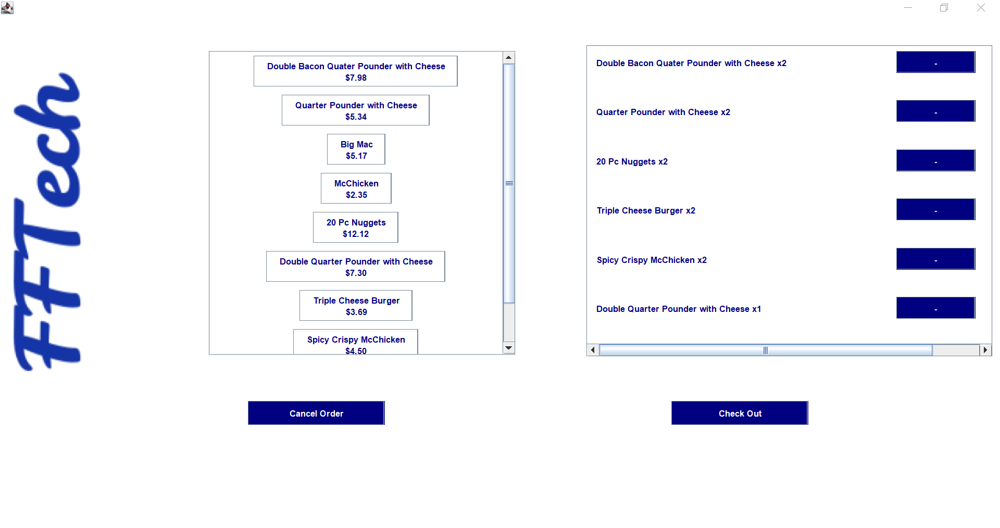 FFTech
Double Bacon Quater Pounder with Cheese
$7.98
Quarter Pounder with Cheese
$5.34
Big Mac
$5.17
McChicken
$2.35
20 Pc Nuggets
$12.12
Double Quarter Pounder with Cheese
$7.30
Triple Cheese Burger
$3.69
Spicy Crispy McChicken
$4.50
Double Bacon Quater Pounder with Cheese x2
-
Quarter Pounder with Cheese x2
-
20 Pc Nuggets x2
-
Triple Cheese Burger x2
-
Spicy Crispy McChicken x2
-
Double Quarter Pounder with Cheese x1
-
Cancel Order
Check Out